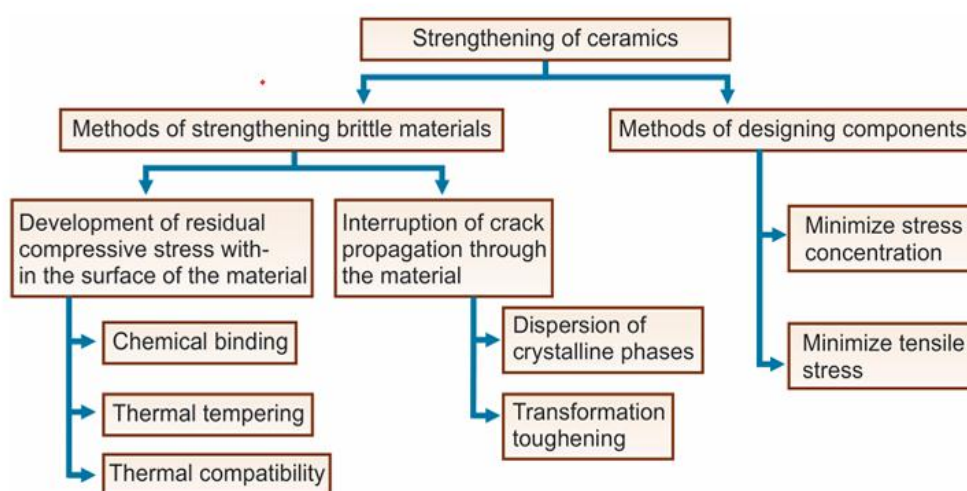 Strengthening of ceramics
Methods of strengthening brittle materials
Methods of designing components
Development of residual
compressive stress with-
in the surface of the material
Interruption of crack
propagation through
the material
Minimize stress
concentration
Chemical binding
Dispersion of
crystalline phases
Minimize tensile
stress
Thermal tempering
Transformation
toughening
Thermal compatibility